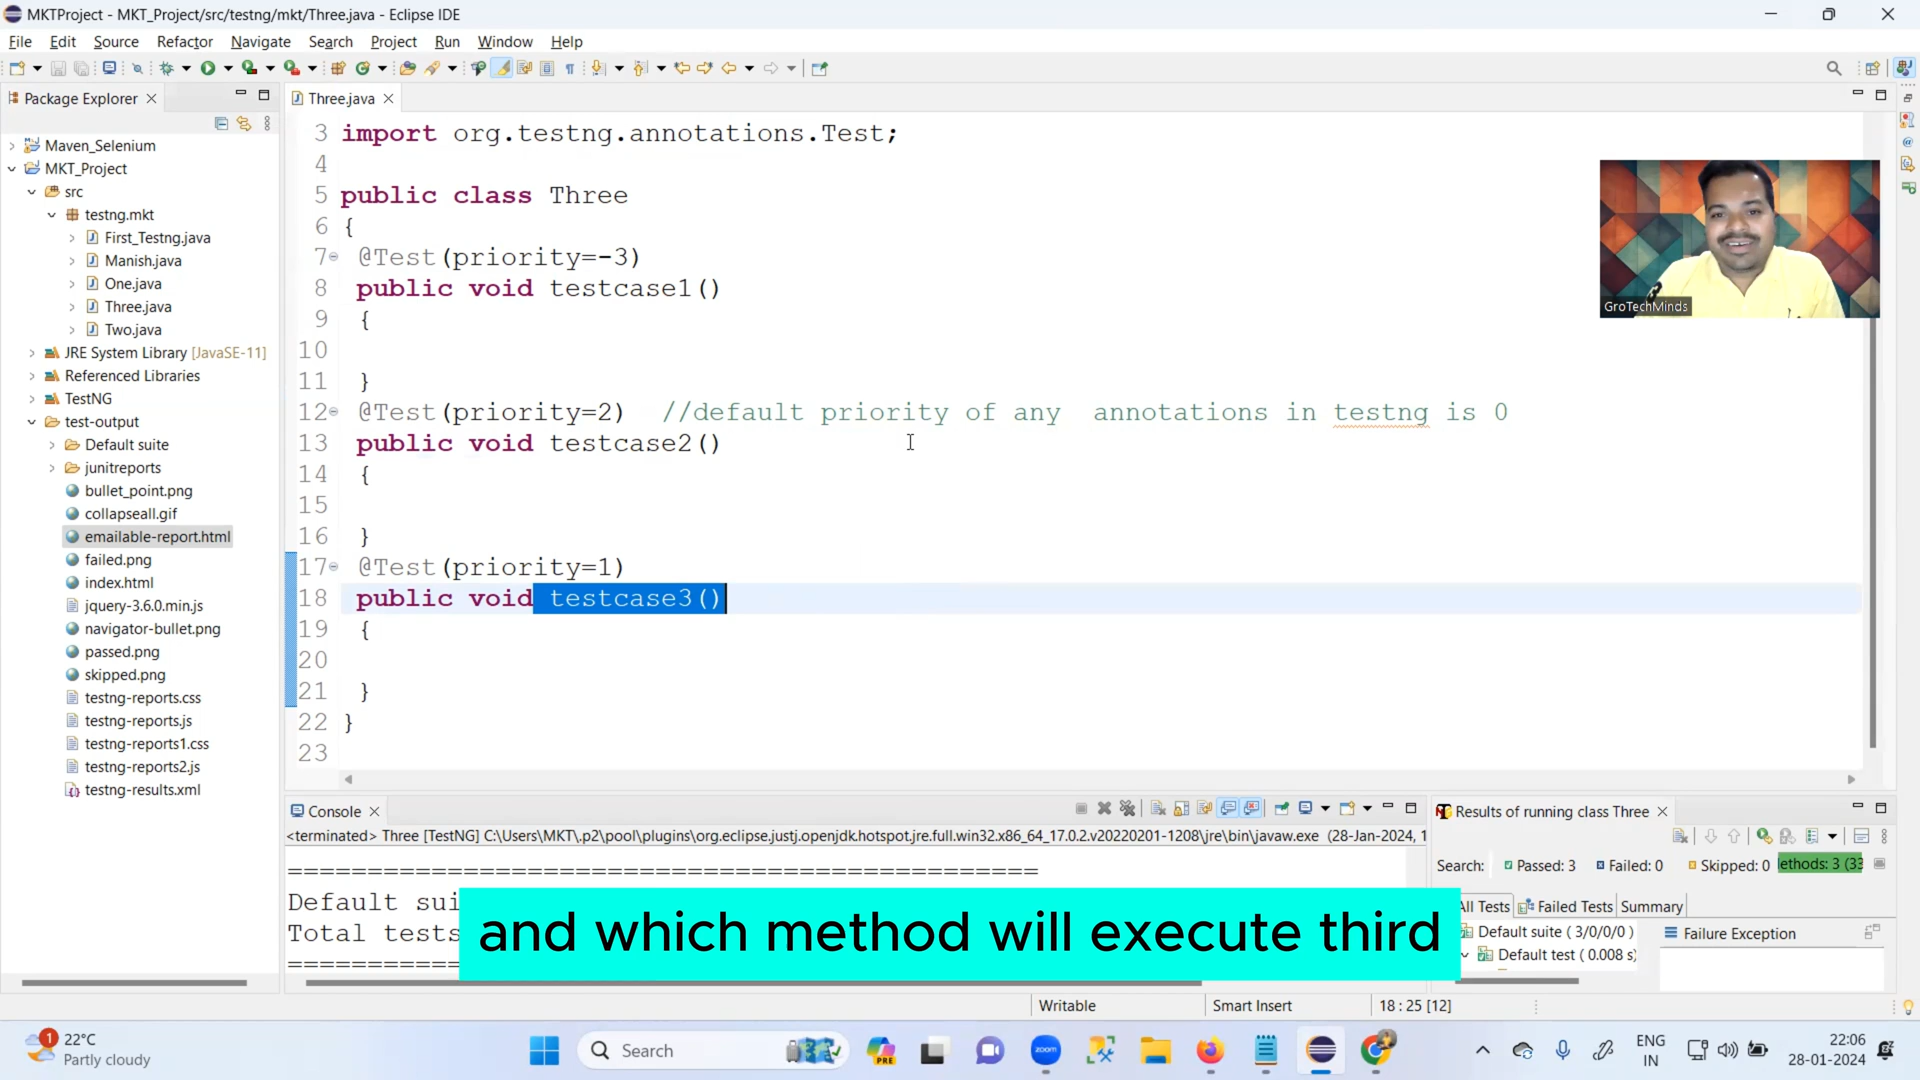 MKTProject - MKT_Project/src/testng/mkt/Three.java - Eclipse IDE
File Edit Source Refactor Navigate Search Project Run Window Help
Package Explorer
Maven_Selenium
MKT_Project
src
testng.mkt
First_Testng.java
Manish.java
One.java
Three.java
Two.java
JRE System Library [JavaSE-11]
Referenced Libraries
TestNG
test-output
Default suite
junitreports
bullet_point.png
collapseall.gif
emailable-report.html
failed.png
index.html
jquery-3.6.0.min.js
navigator-bullet.png
passed.png
skipped.png
testng-reports.css
testng-reports.js
testng-reports1.css
testng-reports2.js
testng-results.xml
Three.java
3 import org.testng.annotations.Test;
4
5 public class Three
6 {
7 @Test(priority=-3)
8 public void testcase1()
9 {
10
11 }
12 @Test(priority=2) //default priority of any annotations in testng is 0
13 public void testcase2()
14 {
15
16 }
17 @Test(priority=1)
18 public void testcase3()
19 {
20
21 }
22 }
23
GroTechMinds
Console
<terminated> Three [TestNG] C:\Users\MKT\.p2\pool\plugins\org.eclipse.justj.openjdk.hotspot.jre.full.win32.x86_64_17.0.2.v20220201-1208\jre\bin\javaw.exe (28-Jan-2024, 1
===============================================
Default sui
Total tests
and which method will execute third
Results of running class Three
Search: Passed: 3 Failed: 0 Skipped: 0 ethods: 3 (33
All Tests Failed Tests Summary
Default suite ( 3/0/0/0 )
Default test ( 0.008 s)
Failure Exception
Writable Smart Insert 18 : 25 [12]
1
22°C
Partly cloudy
Search
PRE
zoom
ENG
IN
22:06
28-01-2024